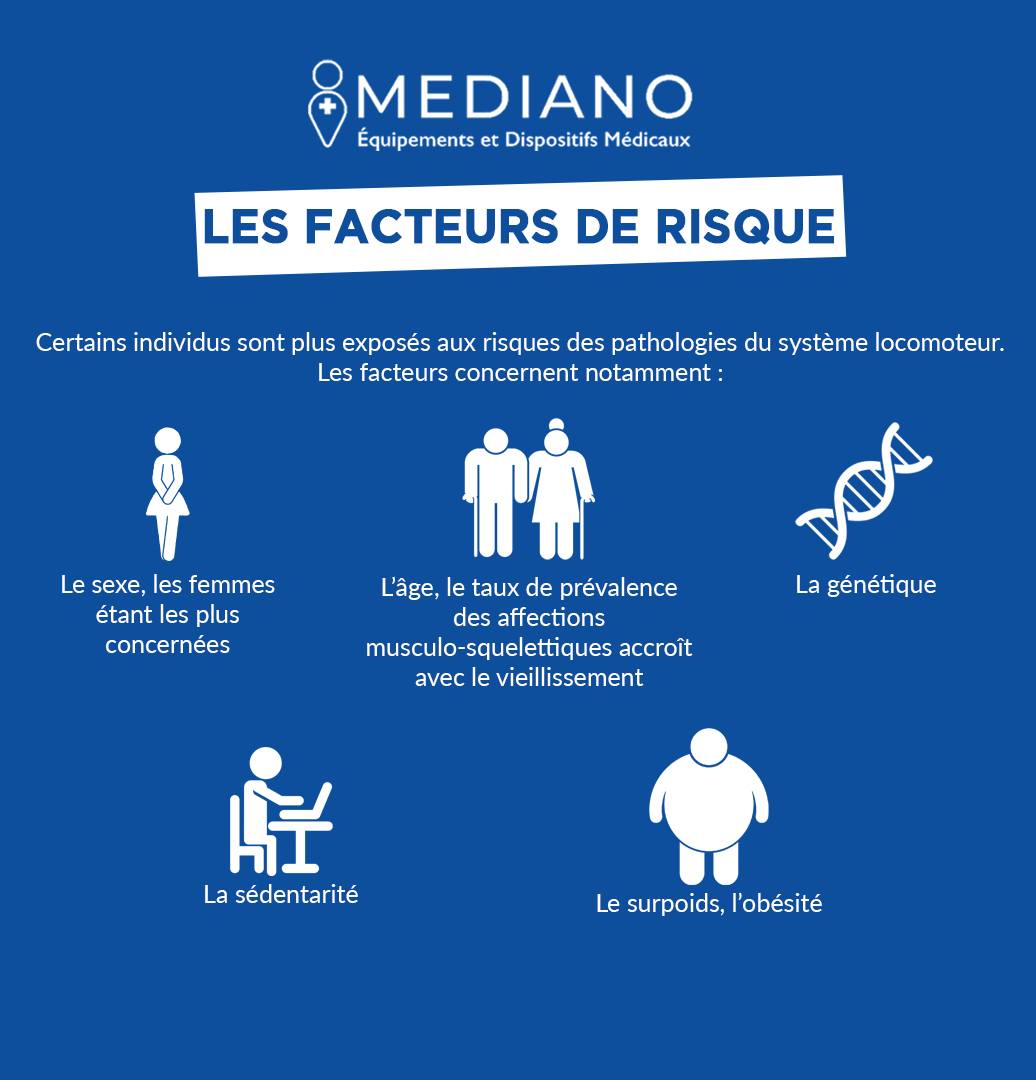 MEDIANO
Équipements et Dispositifs Médicaux
LES FACTEURS DE RISQUE
Certains individus sont plus exposés aux risques des pathologies du système locomoteur.
Les facteurs concernent notamment :
Le sexe, les femmes
étant les plus
concernées
L'âge, le taux de prévalence
des affections
musculo-squelettiques accroît
avec le vieillissement
La génétique
La sédentarité
Le surpoids, l'obésité